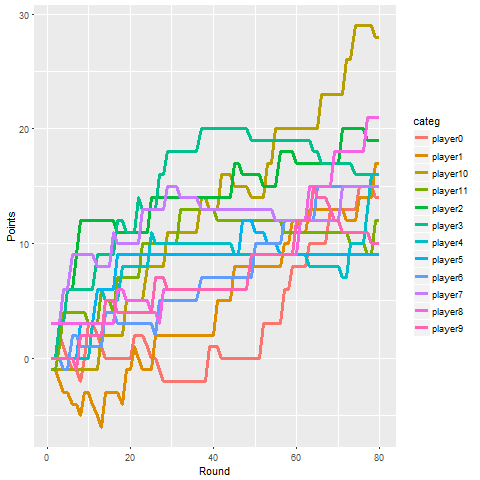 Points
30
20
10
0
0
20
40
60
80
Round
categ
player0
player1
player10
player11
player2
player3
player4
player5
player6
player7
player8
player9